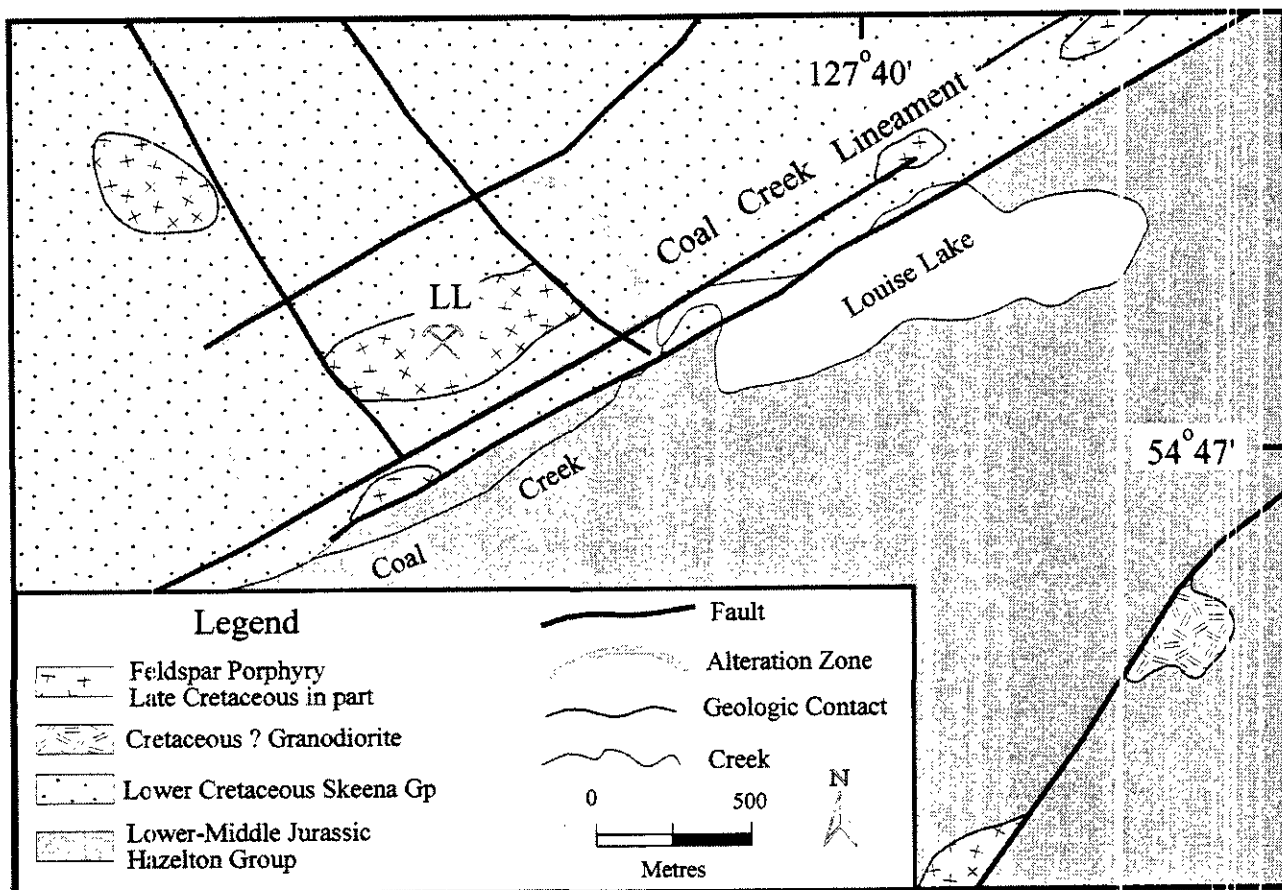 127°40'
Coal Creek Lineament
LL
Louise Lake
54°47'
Creek
Coal
Legend
Feldspar Porphyry
Late Cretaceous in part
Cretaceous ? Granodiorite
Lower Cretaceous Skeena Gp
Lower-Middle Jurassic
Hazelton Group
Fault
Alteration Zone
Geologic Contact
Creek
0 500
Metres
N